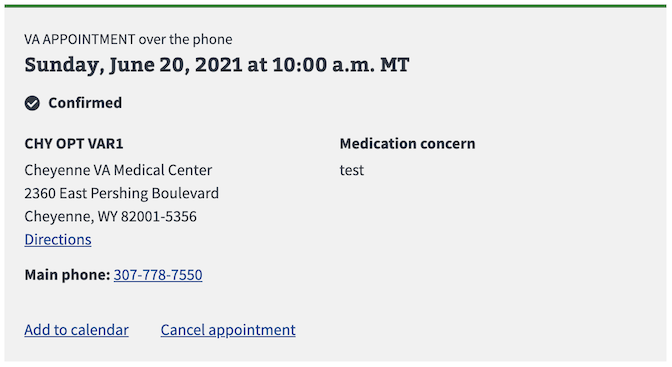 VA APPOINTMENT over the phone
Sunday, June 20, 2021 at 10:00 a.m. MT
Confirmed
CHY OPT VAR1
Cheyenne VA Medical Center
2360 East Pershing Boulevard
Cheyenne, WY 82001-5356
Directions
Main phone: 307-778-7550
Medication concern
test
Add to calendar
Cancel appointment